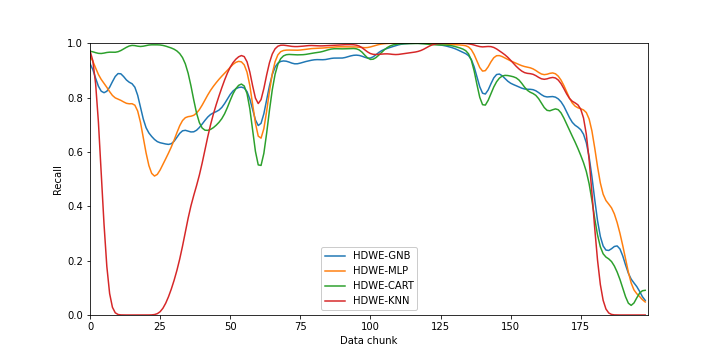 1.0
0.8
0.6
0.4
0.2
0.0
Recall
HDWE-GNB
HDWE-MLP
HDWE-CART
HDWE-KNN
0 25 50 75 100 125 150 175
Data chunk